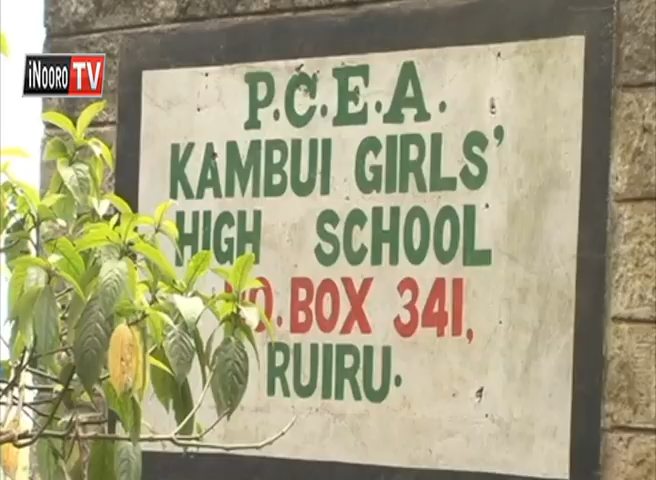 iNOORO TV
P.C.E.A.
KAMBUI GIRLS'
HIGH SCHOOL
P.O. BOX 341,
RUIRU.